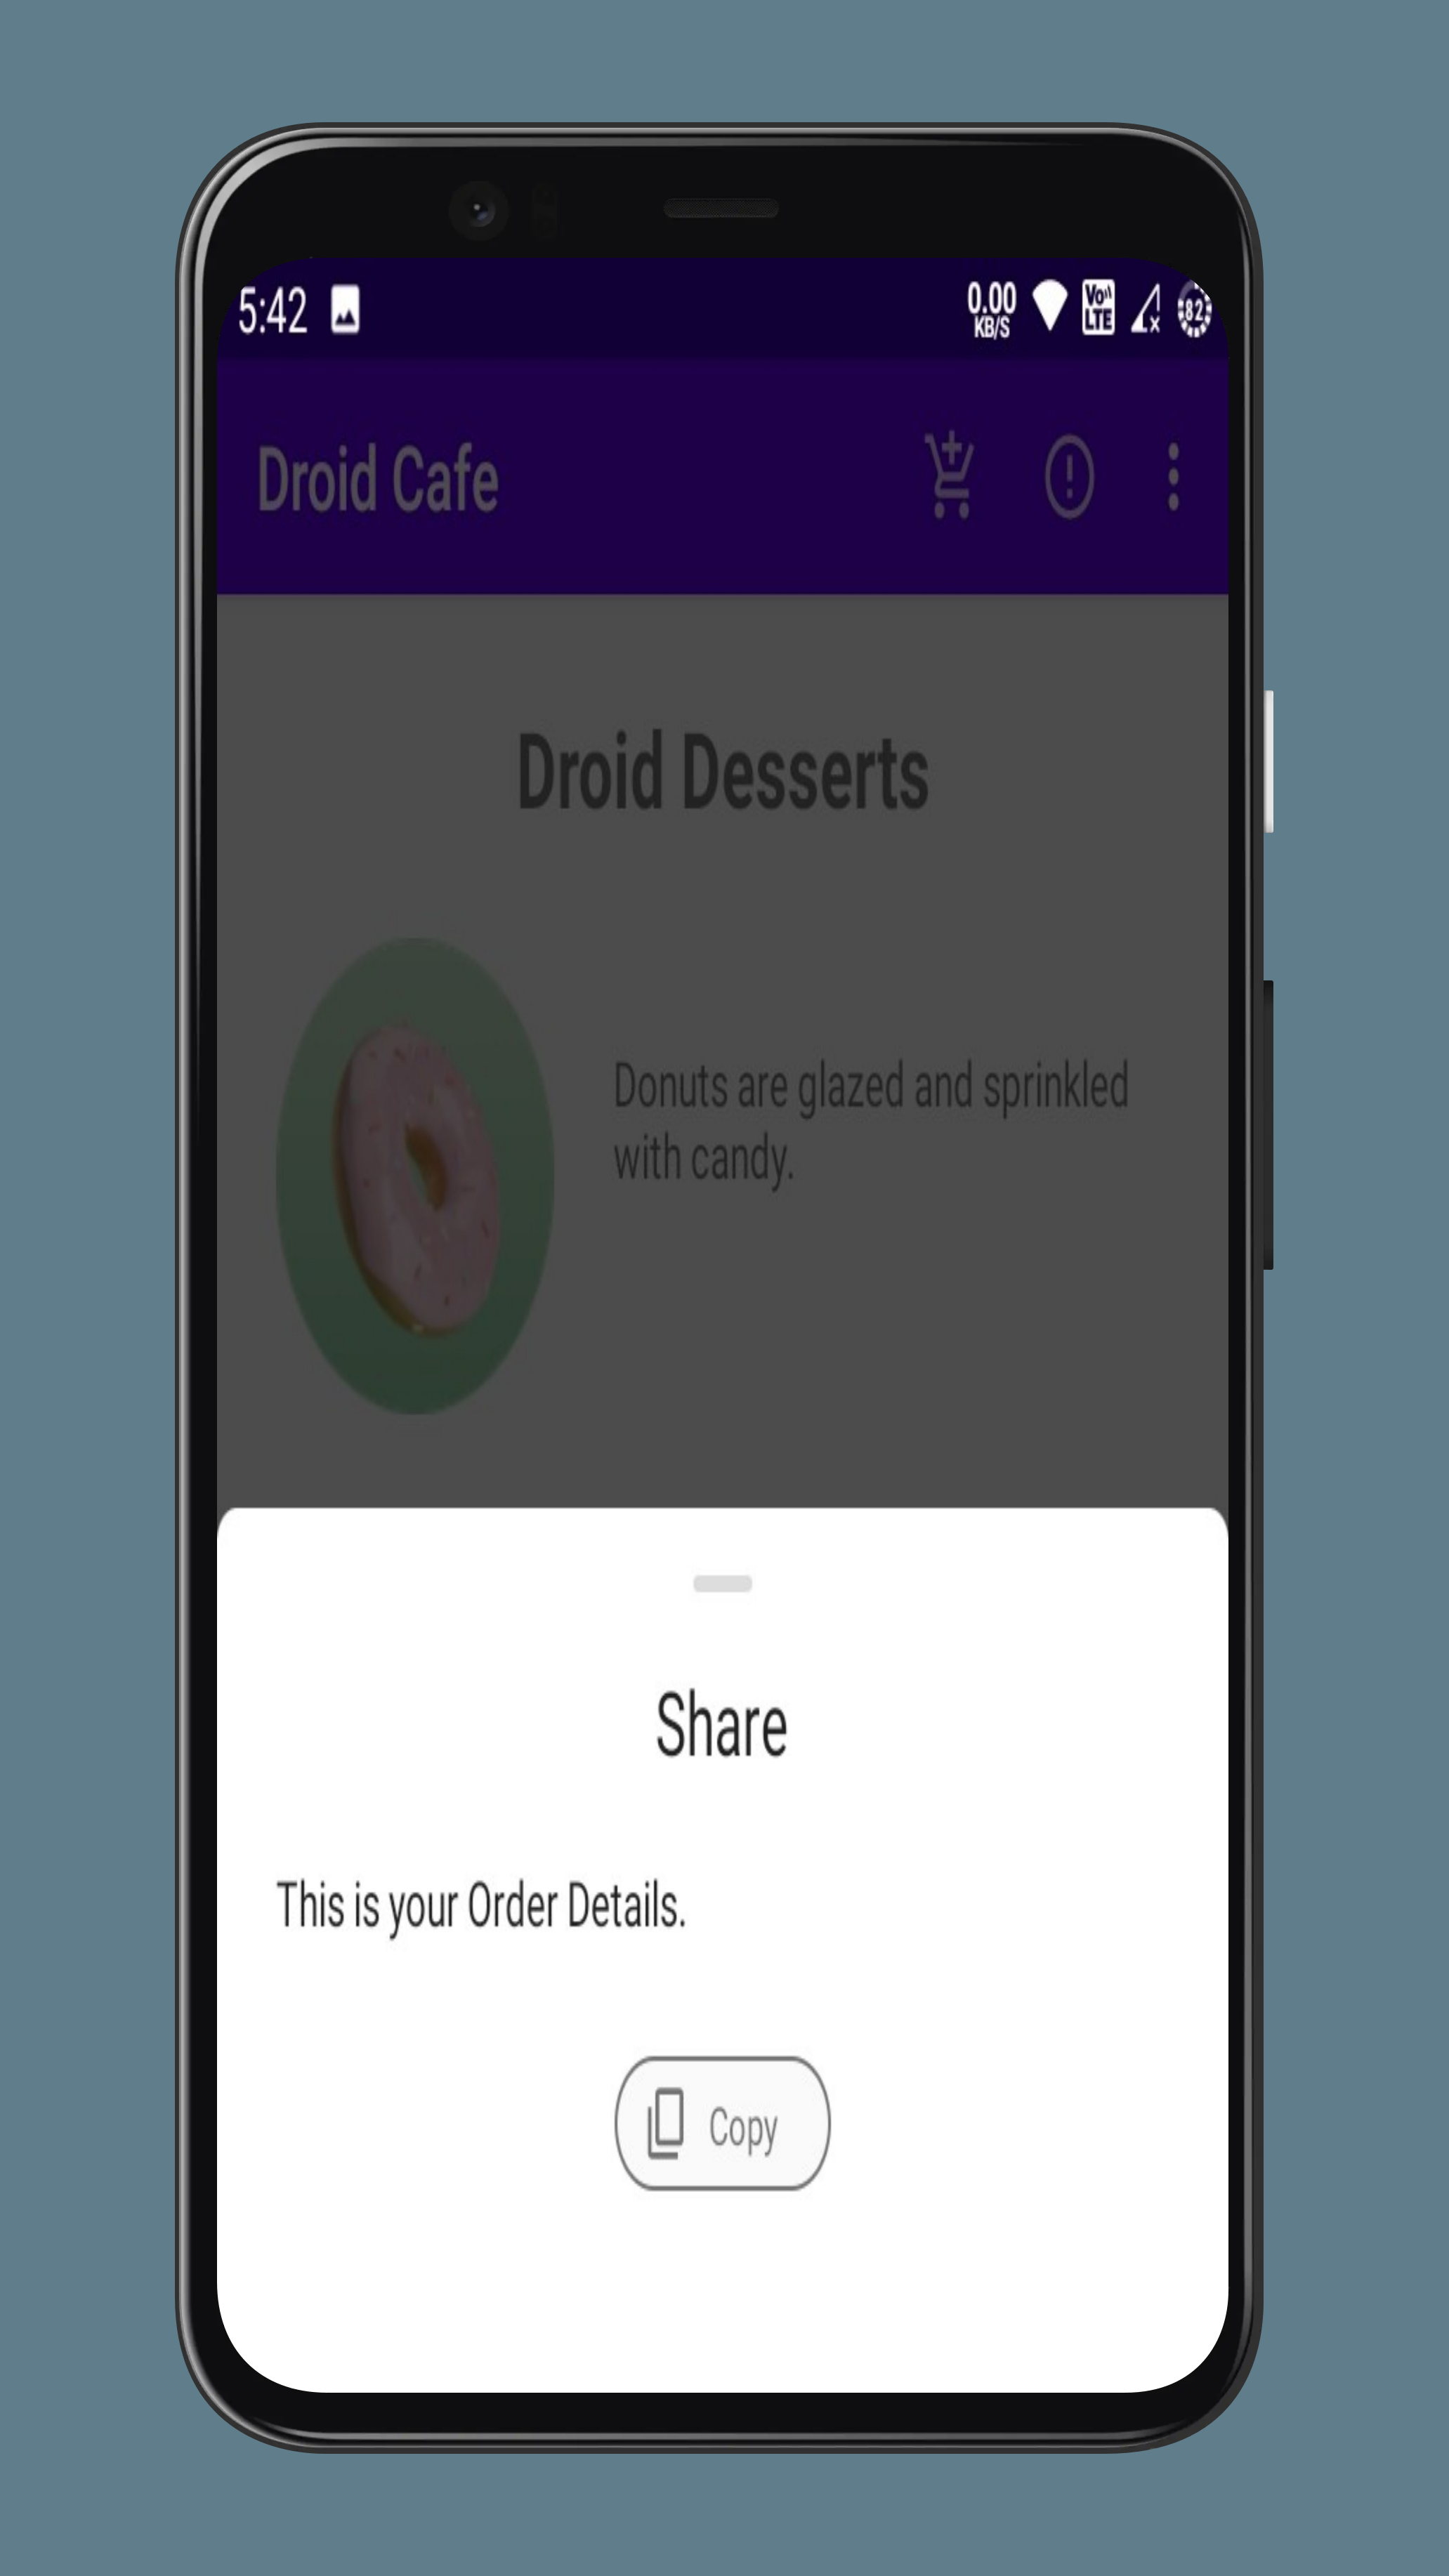 5:42
0.00
KB/S
Vo
LTE
82
Droid Cafe
Droid Desserts
Donuts are glazed and sprinkled
with candy.
Share
This is your Order Details.
Copy